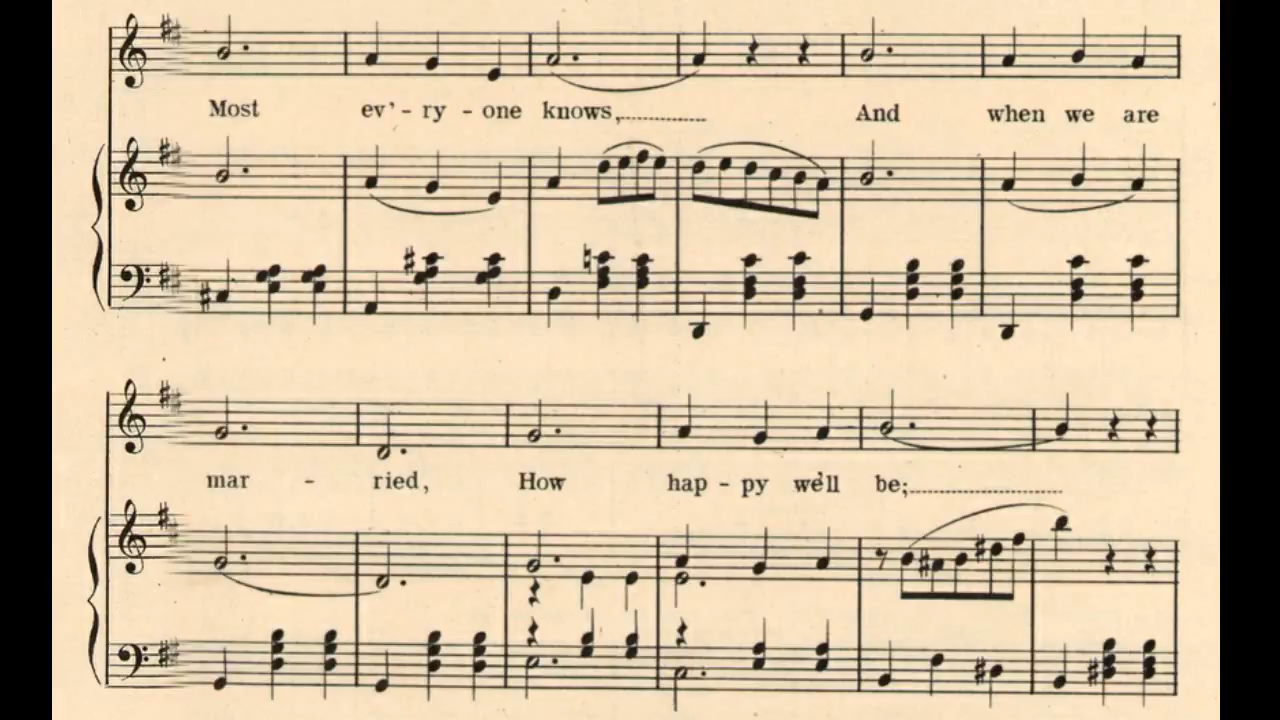 Most ev' - ry - one knows,............... And when we are
mar - ried, How hap - py we'll be;........................